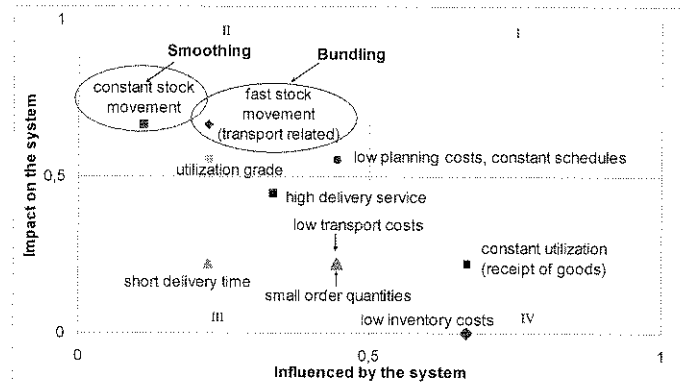 1
II
I
Smoothing
Bundling
constant stock
movement
fast stock
movement
(transport related)
Impact on the system
0,5
utilization grade
low planning costs, constant schedules
high delivery service
low transport costs
constant utilization
(receipt of goods)
short delivery time
small order quantities
III
low inventory costs
IV
0
0
0,5
1
Influenced by the system